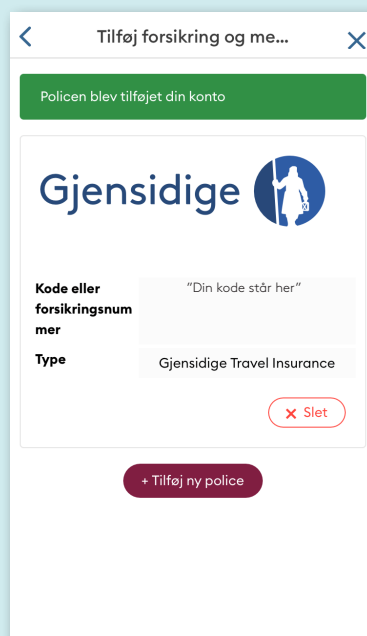 Tilføj forsikring og me...
Policen blev tilføjet din konto
Gjensidige
Kode eller
forsikringsnum
mer
"Din kode står her"
Type
Gjensidige Travel Insurance
× Slet
+ Tilføj ny police